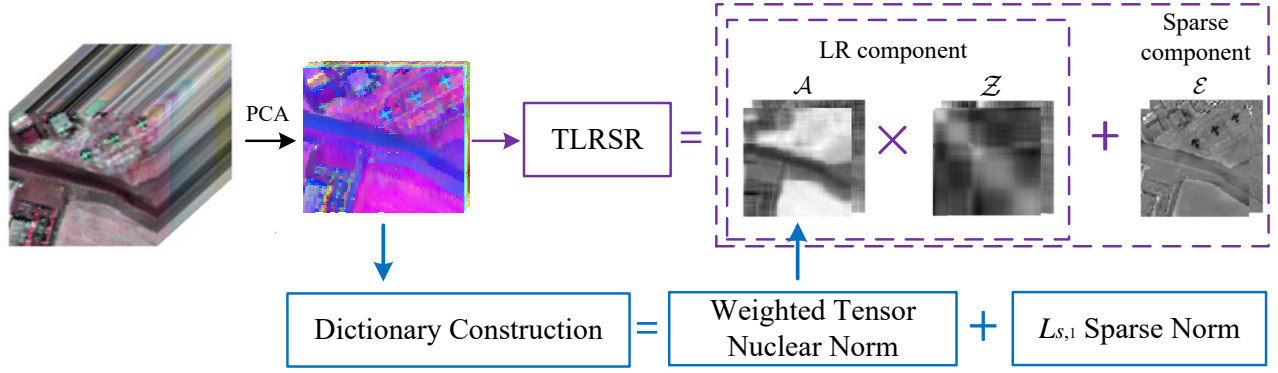 Sparse
component
LR component
𝒜
𝒵
ℰ
PCA
TLRSR
=
×
+
Dictionary Construction
=
Weighted Tensor
Nuclear Norm
+
Ls,1 Sparse Norm